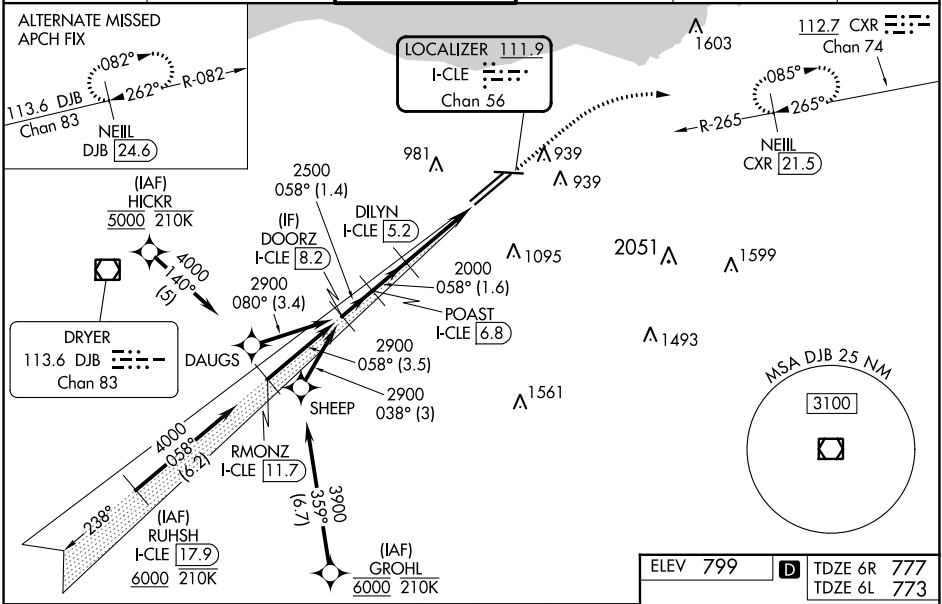 ALTERNATE MISSED
APCH FIX
082°
262°
R-082
113.6 DJB
Chan 83
NEIIL
DJB 24.6
LOCALIZER 111.9
I-CLE
Chan 56
1603
112.7 CXR
Chan 74
085°
265°
R-265
NEIIL
CXR 21.5
981
939
939
(IAF)
HICKR
5000 210K
4000
140°
(5)
2500
058° (1.4)
(IF)
DOORZ
I-CLE 8.2
DILYN
I-CLE 5.2
1095
2051
1599
2900
080° (3.4)
2000
058° (1.6)
POAST
I-CLE 6.8
DRYER
113.6 DJB
Chan 83
DAUGS
2900
058° (3.5)
1493
2900
038° (3)
SHEEP
1561
MSA DJB 25 NM
3100
4000
058°
(6.2)
RMONZ
I-CLE 11.7
238°
(IAF)
RUHSH
I-CLE 17.9
6000 210K
3900
359°
(6.7)
(IAF)
GROHL
6000 210K
ELEV 799
D
TDZE 6R 777
TDZE 6L 773